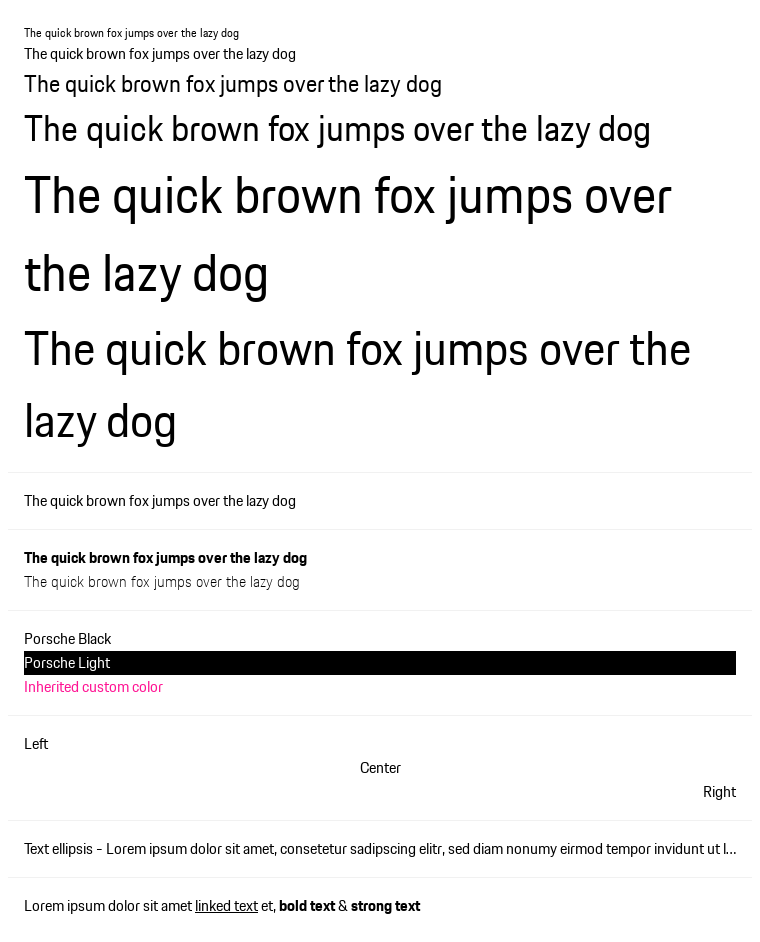 The quick brown fox jumps over the lazy dog
The quick brown fox jumps over the lazy dog
The quick brown fox jumps over the lazy dog
The quick brown fox jumps over the lazy dog
The quick brown fox jumps over
the lazy dog
The quick brown fox jumps over the
lazy dog
The quick brown fox jumps over the lazy dog
The quick brown fox jumps over the lazy dog
The quick brown fox jumps over the lazy dog
Porsche Black
Porsche Light
Inherited custom color
Left
Center
Right
Text ellipsis - Lorem ipsum dolor sit amet, consetetur sadipscing elitr, sed diam nonumy eirmod tempor invidunt ut l...
Lorem ipsum dolor sit amet linked text et, bold text & strong text